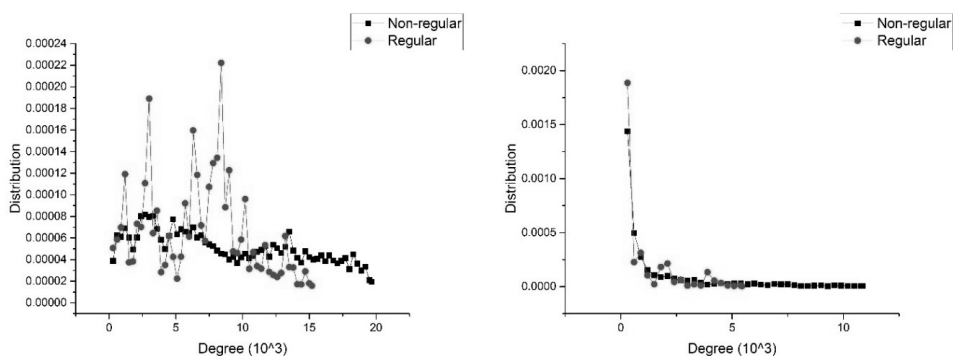 Non-regular
Regular
0.00024
0.00022
0.00020
0.00018
0.00016
0.00014
0.00012
0.00010
0.00008
0.00006
0.00004
0.00002
0.00000
Distribution
0 5 10 15 20
Degree (10^3)
Non-regular
Regular
0.0020
0.0015
0.0010
0.0005
0.0000
Distribution
0 5 10
Degree (10^3)